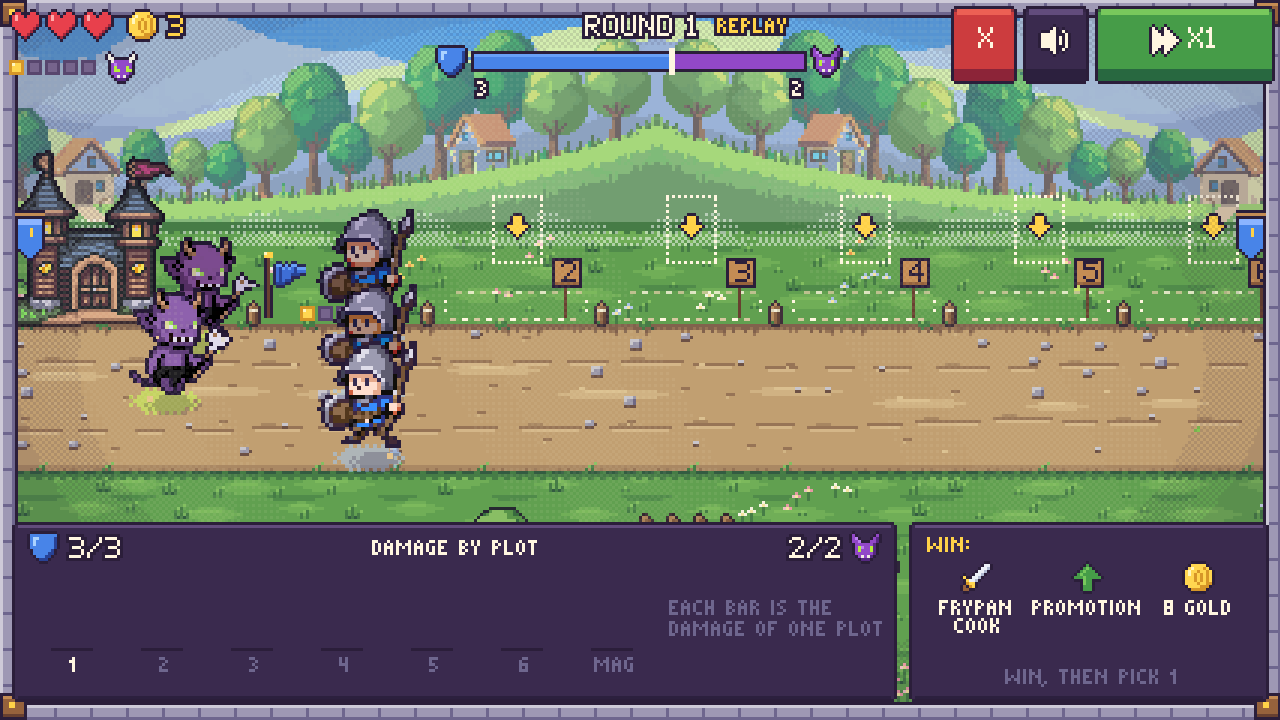 3
ROUND 1 REPLAY
X
X1
3
2
2
3
4
5
3/3
DAMAGE BY PLOT
2/2
EACH BAR IS THE
DAMAGE OF ONE PLOT
1
2
3
4
5
6
MAG
WIN:
FRYPAN
COOK
PROMOTION
8 GOLD
WIN, THEN PICK 1